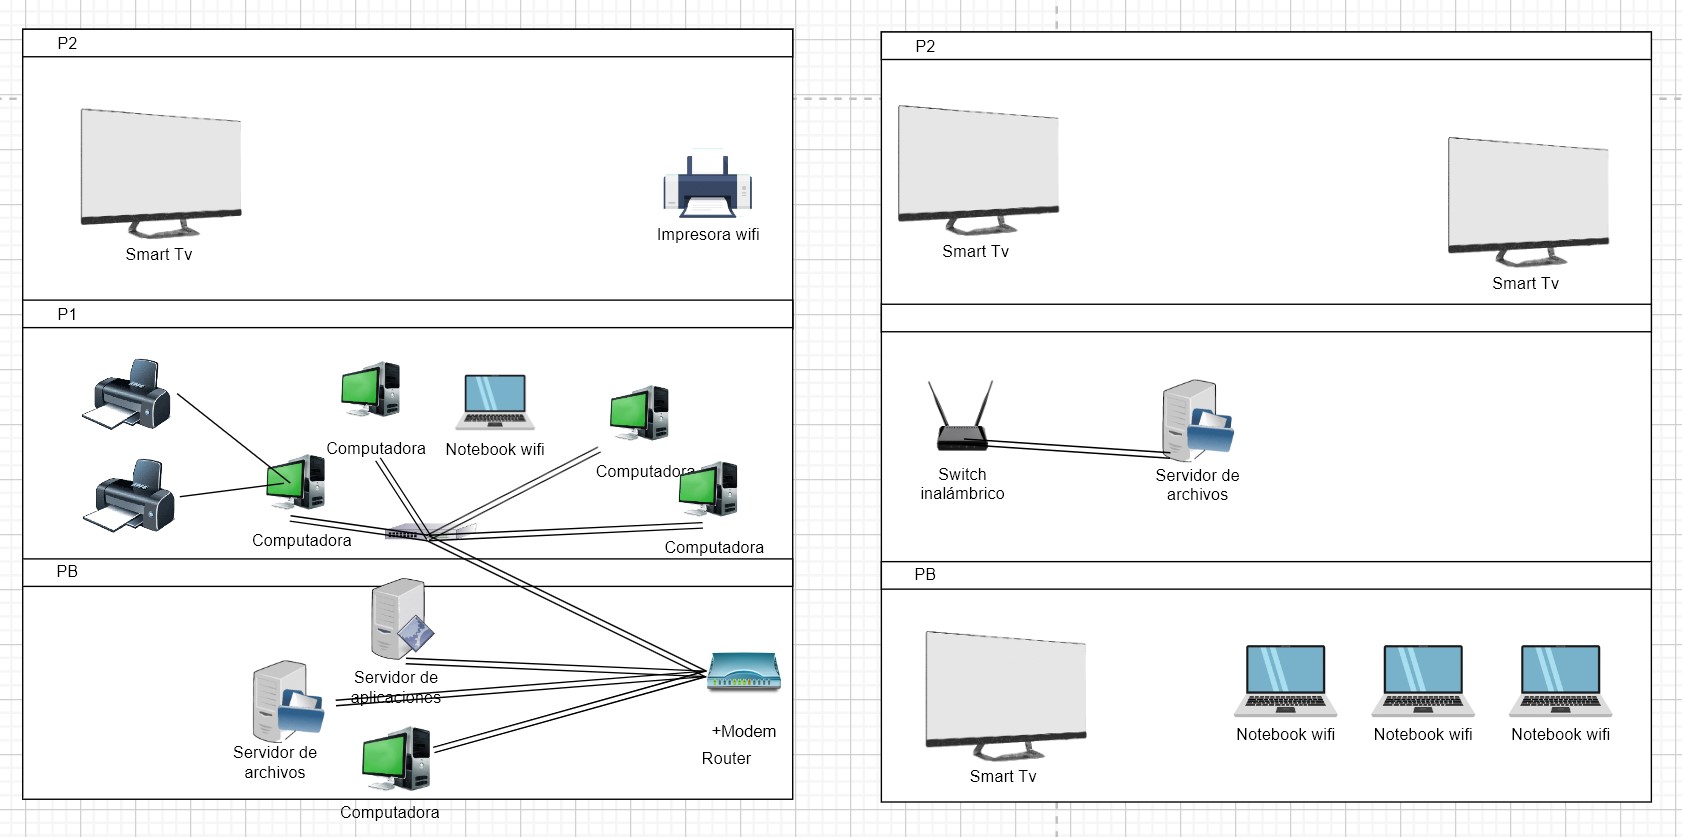 P2
Smart Tv
Impresora wifi
P1
Computadora
Notebook wifi
Computadora
Computadora
Computadora
PB
Servidor de
aplicaciones
Servidor de
archivos
Computadora
+Modem
Router
P2
Smart Tv
Smart Tv
Switch
inalámbrico
Servidor de
archivos
PB
Smart Tv
Notebook wifi
Notebook wifi
Notebook wifi